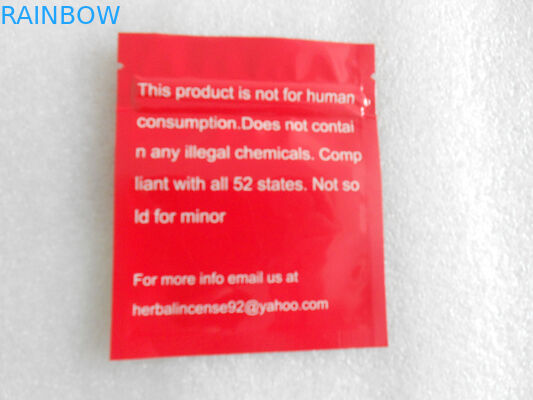 RAINBOW
This product is not for human
consumption.Does not contai
n any illegal chemicals. Comp
liant with all 52 states. Not so
ld for minor
For more info email us at
herbalincense92@yahoo.com